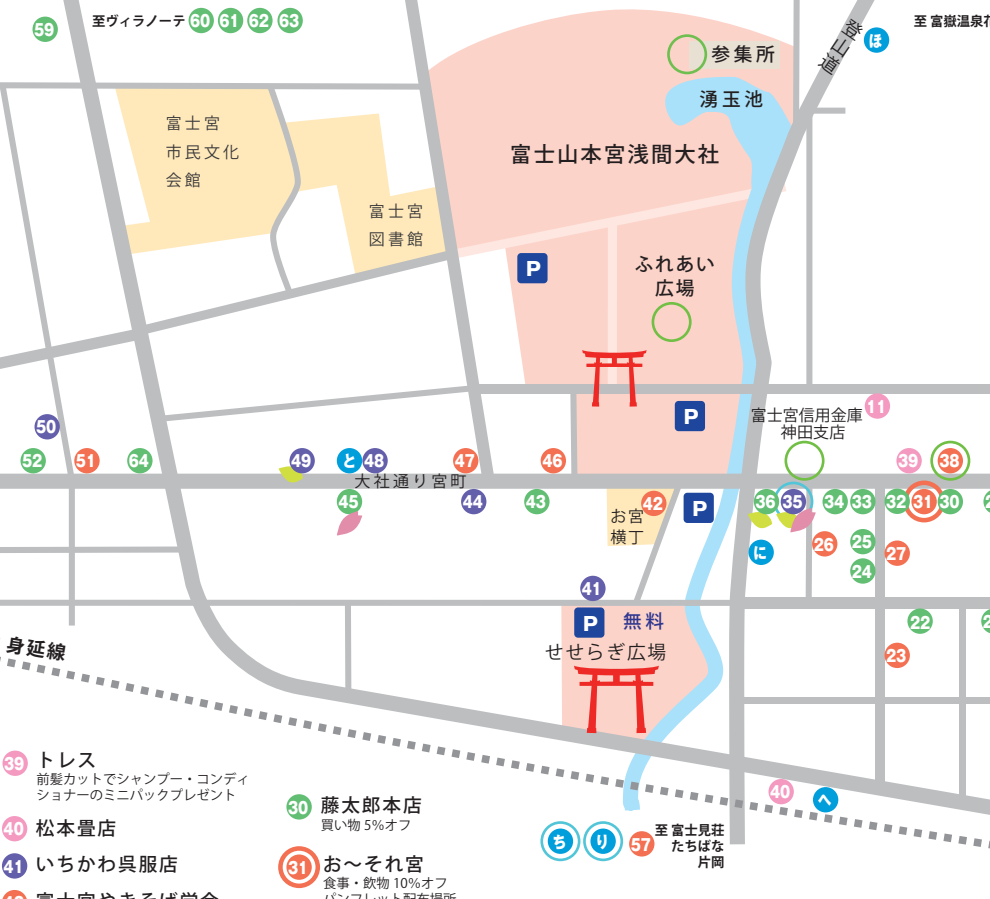 59
至ヴィラノーテ 60 61 62 63
登山道
ほ
至 富嶽温泉花
参集所
湧玉池
富士山本宮浅間大社
富士宮
市民文化
会館
富士宮
図書館
P
ふれあい
広場
P
富士宮信用金庫
神田支店
11
50
52 51 64 49 と 48 47 46 39 38
大社通り宮町
45 44 43 42
お宮
横丁
P
36 35 34 33 32 31 30
に 26 25 27
24
41
P 無料
せせらぎ広場
22
23
身延線
39 トレス
前髪カットでシャンプー・コンディ
ショナーのミニパックプレゼント
40 松本畳店
41 いちかわ呉服店
30 藤太郎本店
買い物 5%オフ
31 お～それ宮
食事・飲物 10%オフ
40 へ
ち り 57 至 富士見荘
たちばな
片岡